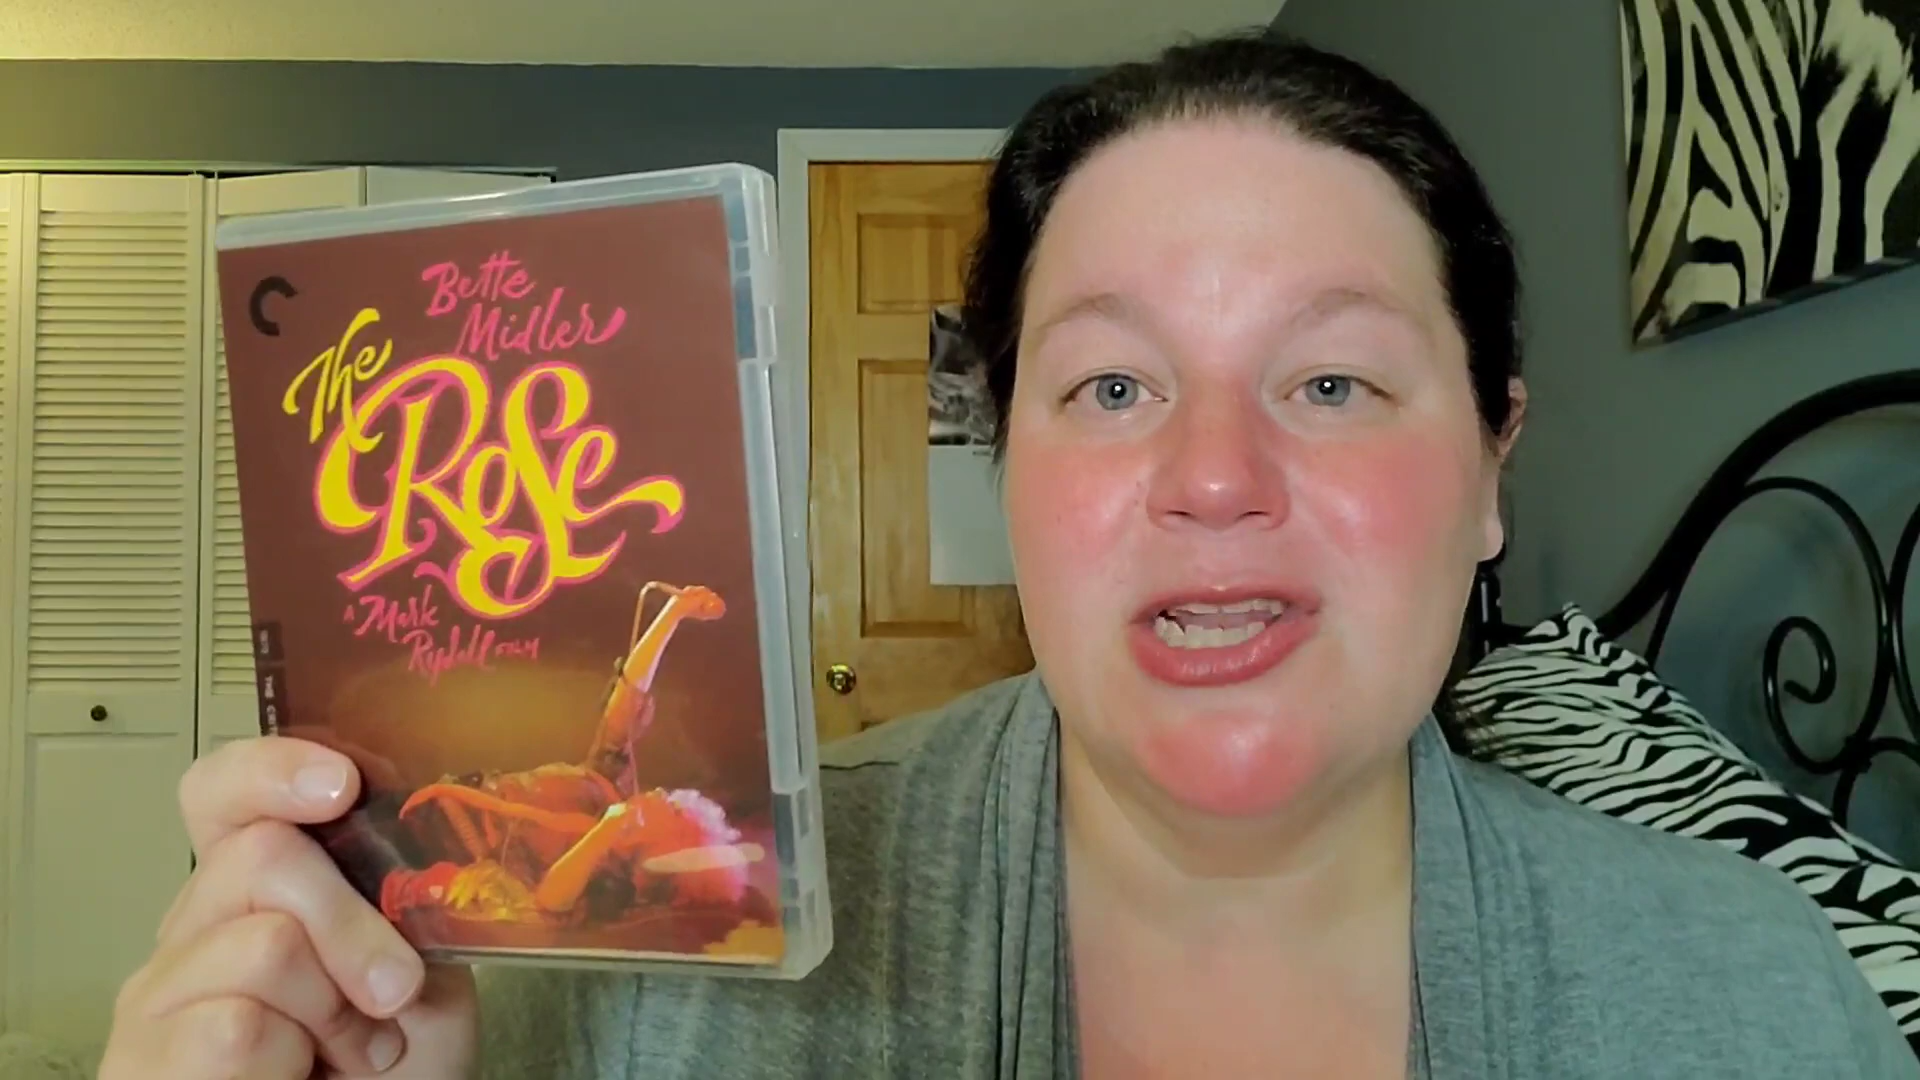 Bette
Midler
The
Rose
A Mark
Rydell FILM